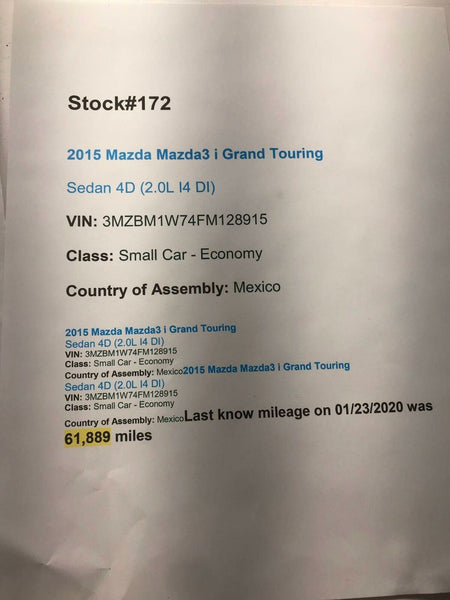 Stock#172
2015 Mazda Mazda3 i Grand Touring
Sedan 4D (2.0L I4 DI)
VIN: 3MZBM1W74FM128915
Class: Small Car - Economy
Country of Assembly: Mexico
2015 Mazda Mazda3 i Grand Touring
Sedan 4D (2.0L I4 DI)
VIN: 3MZBM1W74FM128915
Class: Small Car - Economy
Country of Assembly: Mexico2015 Mazda Mazda3 i Grand Touring
Sedan 4D (2.0L I4 DI)
VIN: 3MZBM1W74FM128915
Class: Small Car - Economy
Country of Assembly: MexicoLast know mileage on 01/23/2020 was
61,889 miles